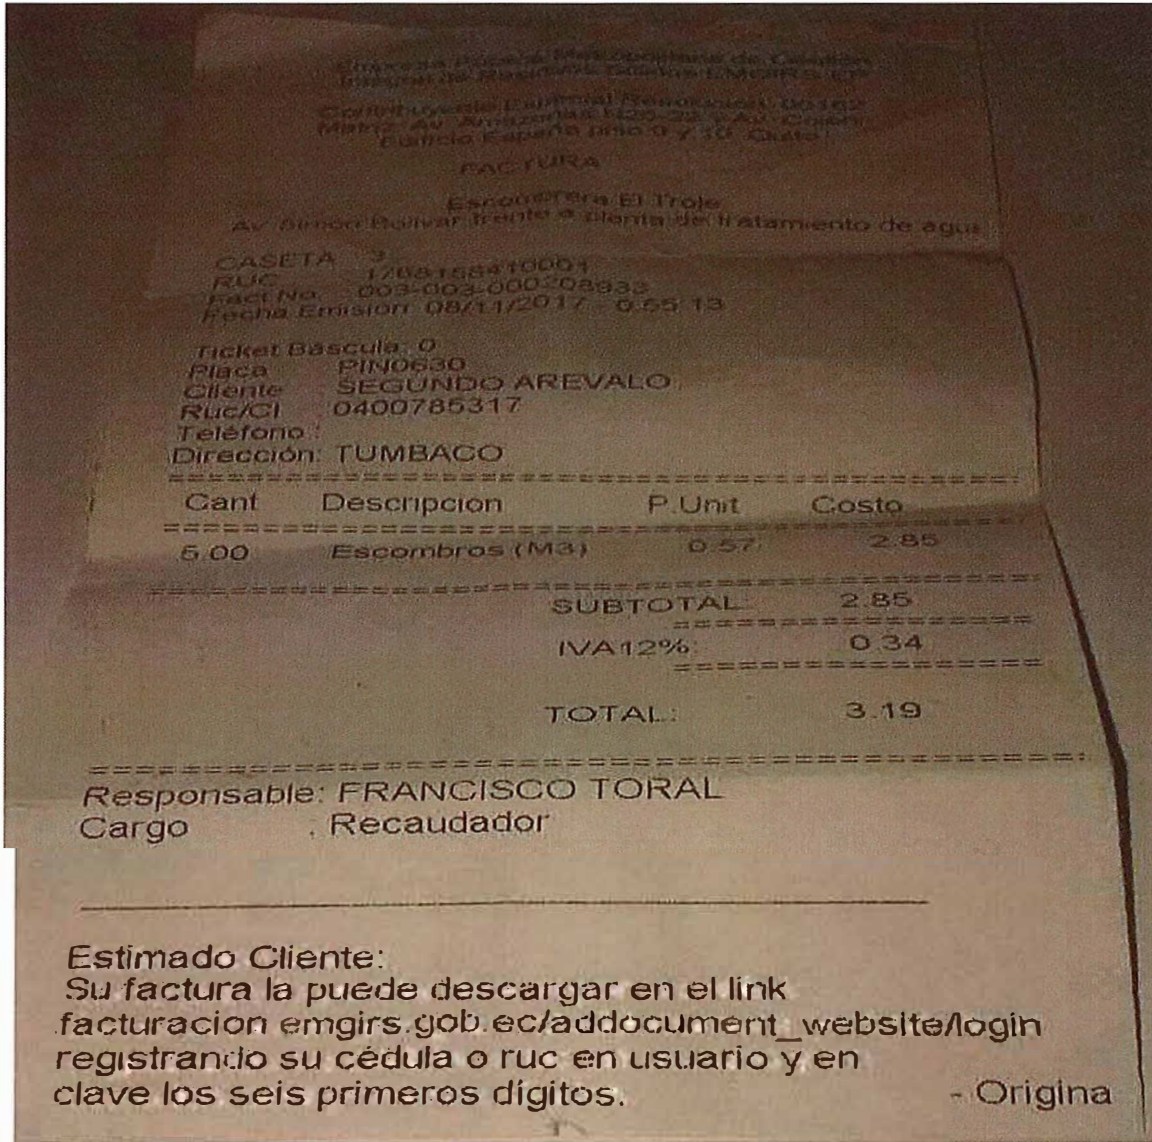 Empresa Pública Metropolitana de Gestión
Integral de Residuos Sólidos EMGIRS-EP
Contribuyente Especial Resolución: 00162
Matriz: Av. Amazonas y Av. Colón
Edificio España piso 9 y 10 Quito
FACTURA
Escombrera El Troje
Av. Simón Bolívar frente a planta de tratamiento de agua
CASETA : 3
RUC : 1768158410001
Fact No. : 003-003-000208933
Fecha Emisión: 08/11/2017 - 0:55:13
Ticket Báscula: 0
Placa : PIN0630
Cliente : SEGUNDO AREVALO
Ruc/CI : 0400785317
Teléfono :
Dirección: TUMBACO
Cant Descripción P.Unit Costo
5.00 Escombros (M3) 0.57 2.85
SUBTOTAL: 2.85
IVA12%: 0.34
TOTAL: 3.19
Responsable: FRANCISCO TORAL
Cargo : Recaudador
Estimado Cliente:
Su factura la puede descargar en el link
facturacion.emgirs.gob.ec/addocument_website/login
registrando su cédula o ruc en usuario y en
clave los seis primeros dígitos. - Origina